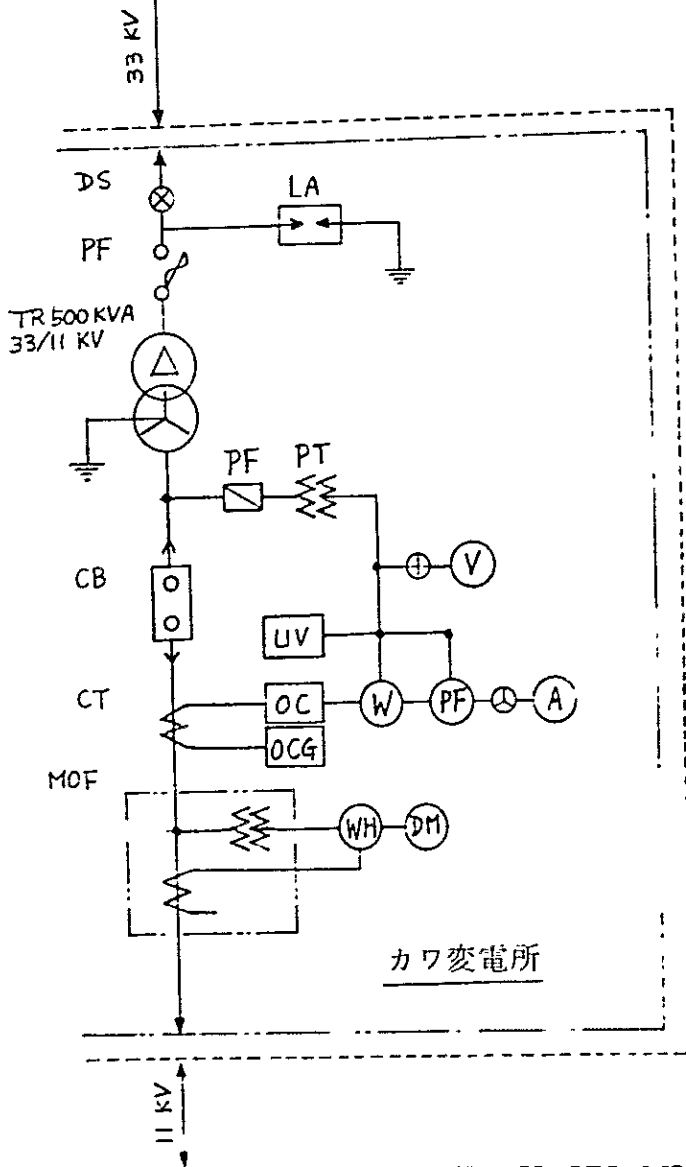 33 KV
DS
LA
PF
TR 500 KVA
33/11 KV
PF
PT
CB
V
UV
CT
OC
W
PF
A
OCG
MOF
WH
DM
カワ変電所
11 KV